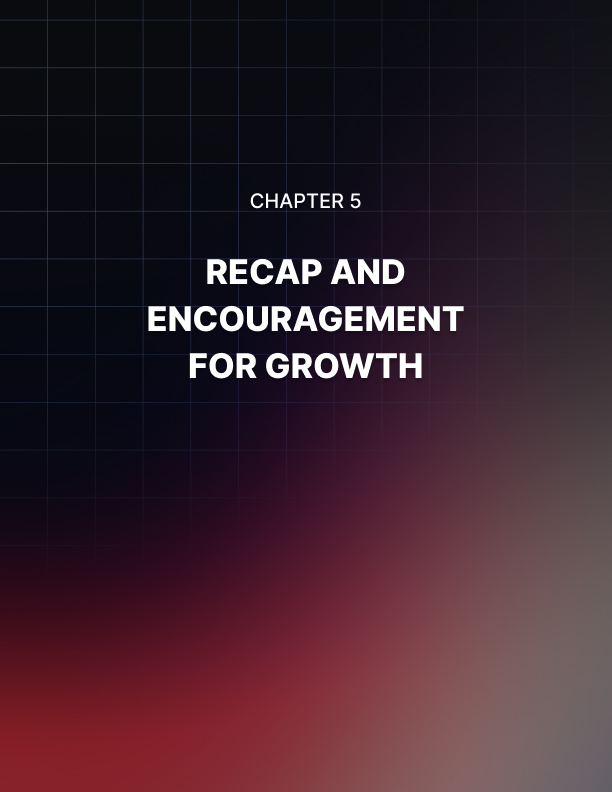 CHAPTER 5
RECAP AND
ENCOURAGEMENT
FOR GROWTH